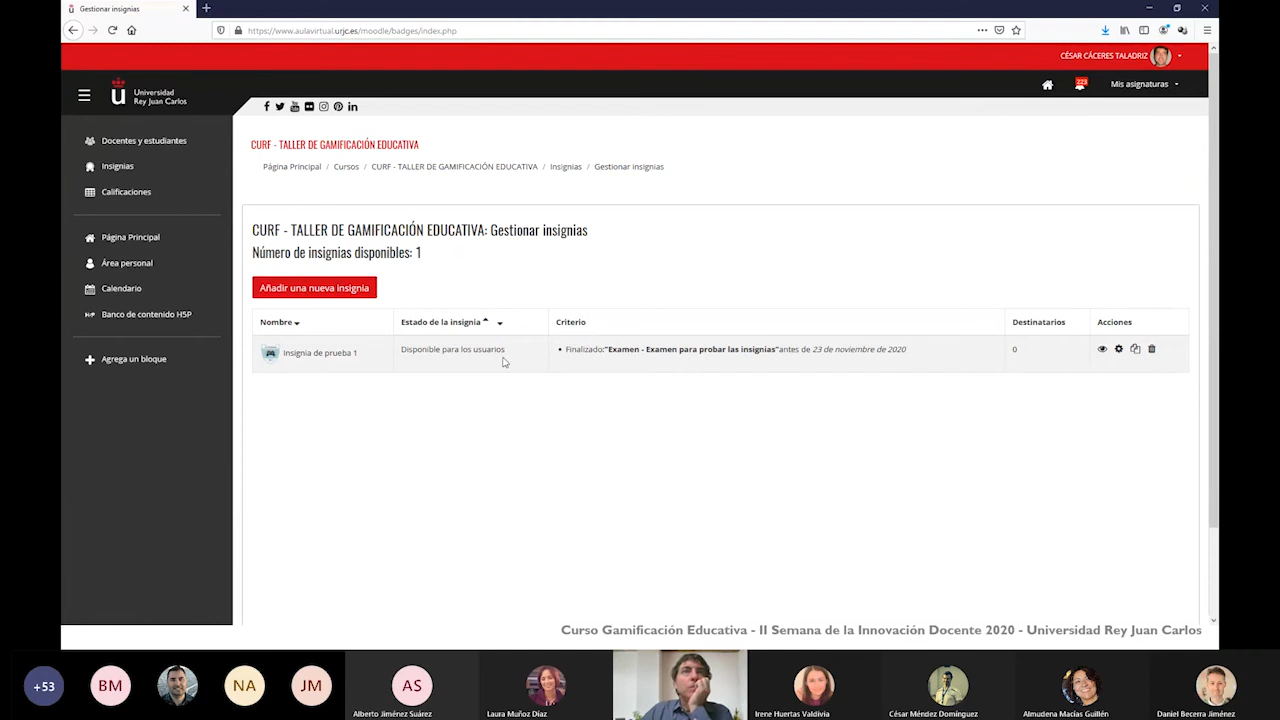 Gestionar insignias
https://www.aulavirtual.urjc.es/moodle/badges/index.php
CÉSAR CÁCERES TALADRIZ
Universidad
Rey Juan Carlos
223
Mis asignaturas
Docentes y estudiantes
Insignias
Calificaciones
Página Principal
Área personal
Calendario
H-P Banco de contenido H5P
Agrega un bloque
CURF - TALLER DE GAMIFICACIÓN EDUCATIVA
Página Principal / Cursos / CURF - TALLER DE GAMIFICACIÓN EDUCATIVA / Insignias / Gestionar insignias
CURF - TALLER DE GAMIFICACIÓN EDUCATIVA: Gestionar insignias
Número de insignias disponibles: 1
Añadir una nueva insignia
Nombre Estado de la insignia Criterio Destinatarios Acciones
Insignia de prueba 1 Disponible para los usuarios • Finalizado:"Examen - Examen para probar las insignias"antes de 23 de noviembre de 2020 0
Curso Gamificación Educativa - II Semana de la Innovación Docente 2020 - Universidad Rey Juan Carlos
+53 BM NA JM AS
Alberto Jiménez Suárez Laura Muñoz Díaz Irene Huertas Valdivia César Méndez Domínguez Almudena Macías Guillén Daniel Becerra Jiménez